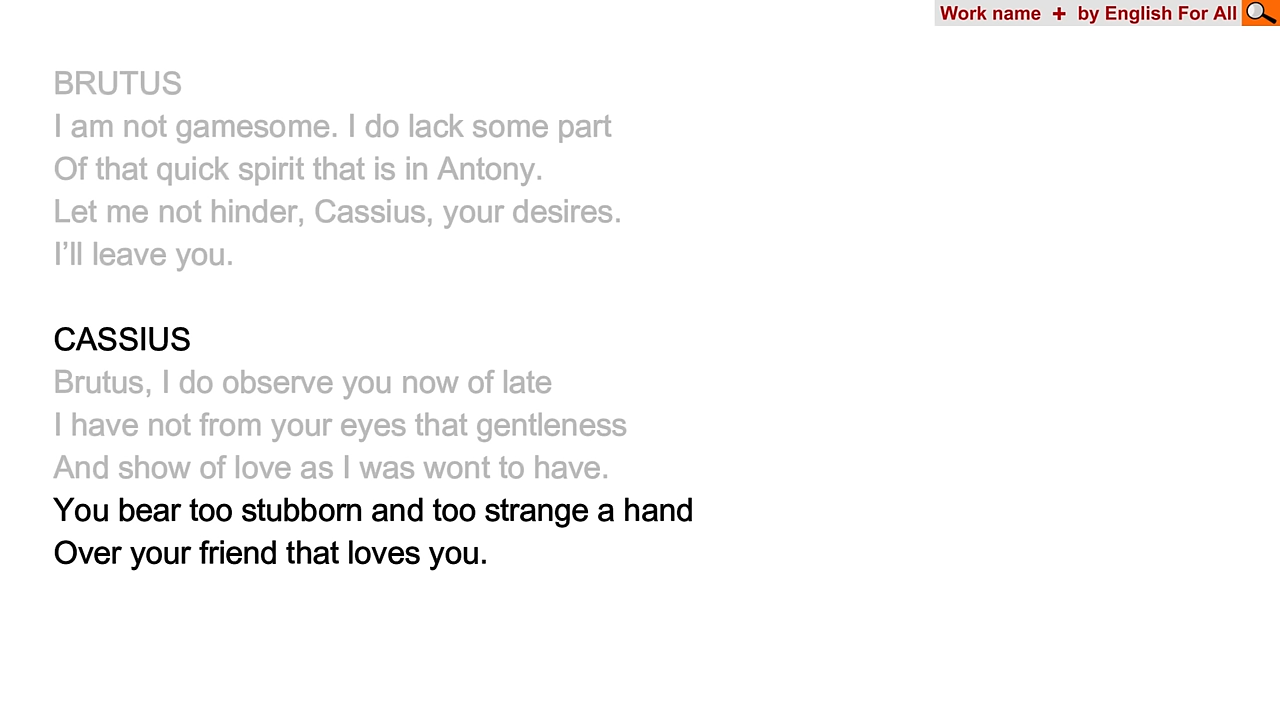 Work name + by English For All
BRUTUS
I am not gamesome. I do lack some part
Of that quick spirit that is in Antony.
Let me not hinder, Cassius, your desires.
I’ll leave you.
CASSIUS
Brutus, I do observe you now of late
I have not from your eyes that gentleness
And show of love as I was wont to have.
You bear too stubborn and too strange a hand
Over your friend that loves you.